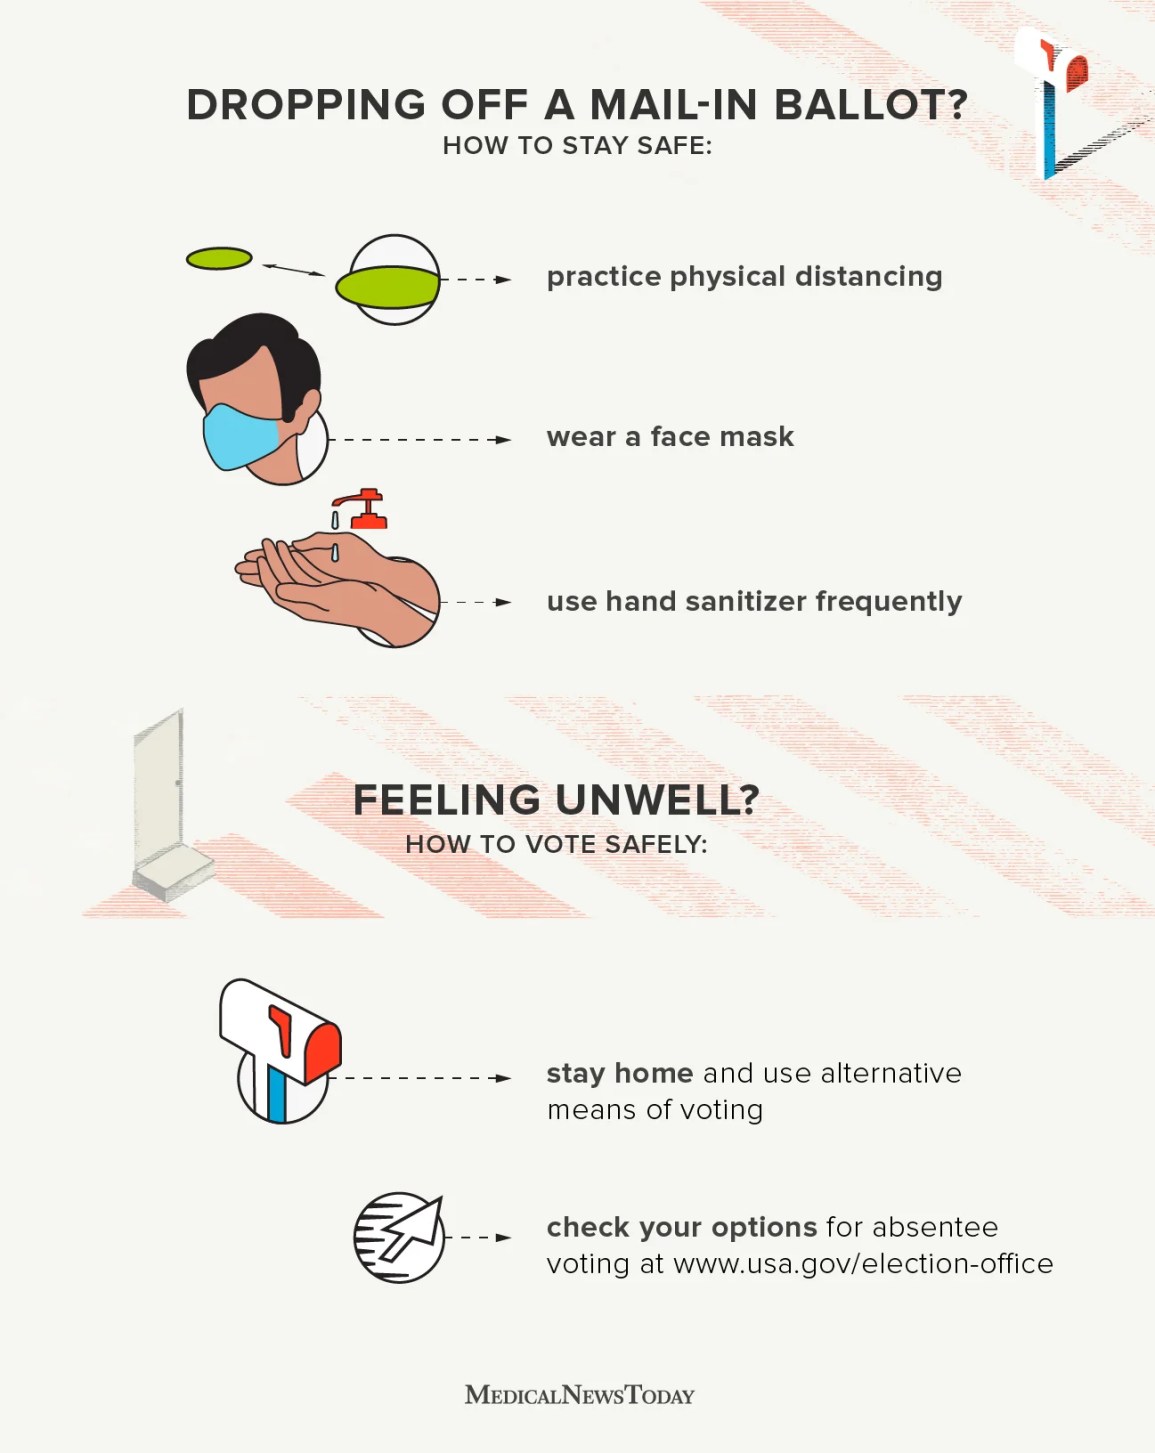 DROPPING OFF A MAIL-IN BALLOT?
HOW TO STAY SAFE:
practice physical distancing
wear a face mask
use hand sanitizer frequently
FEELING UNWELL?
HOW TO VOTE SAFELY:
stay home and use alternative
means of voting
check your options for absentee
voting at www.usa.gov/election-office
MEDICALNEWSTODAY